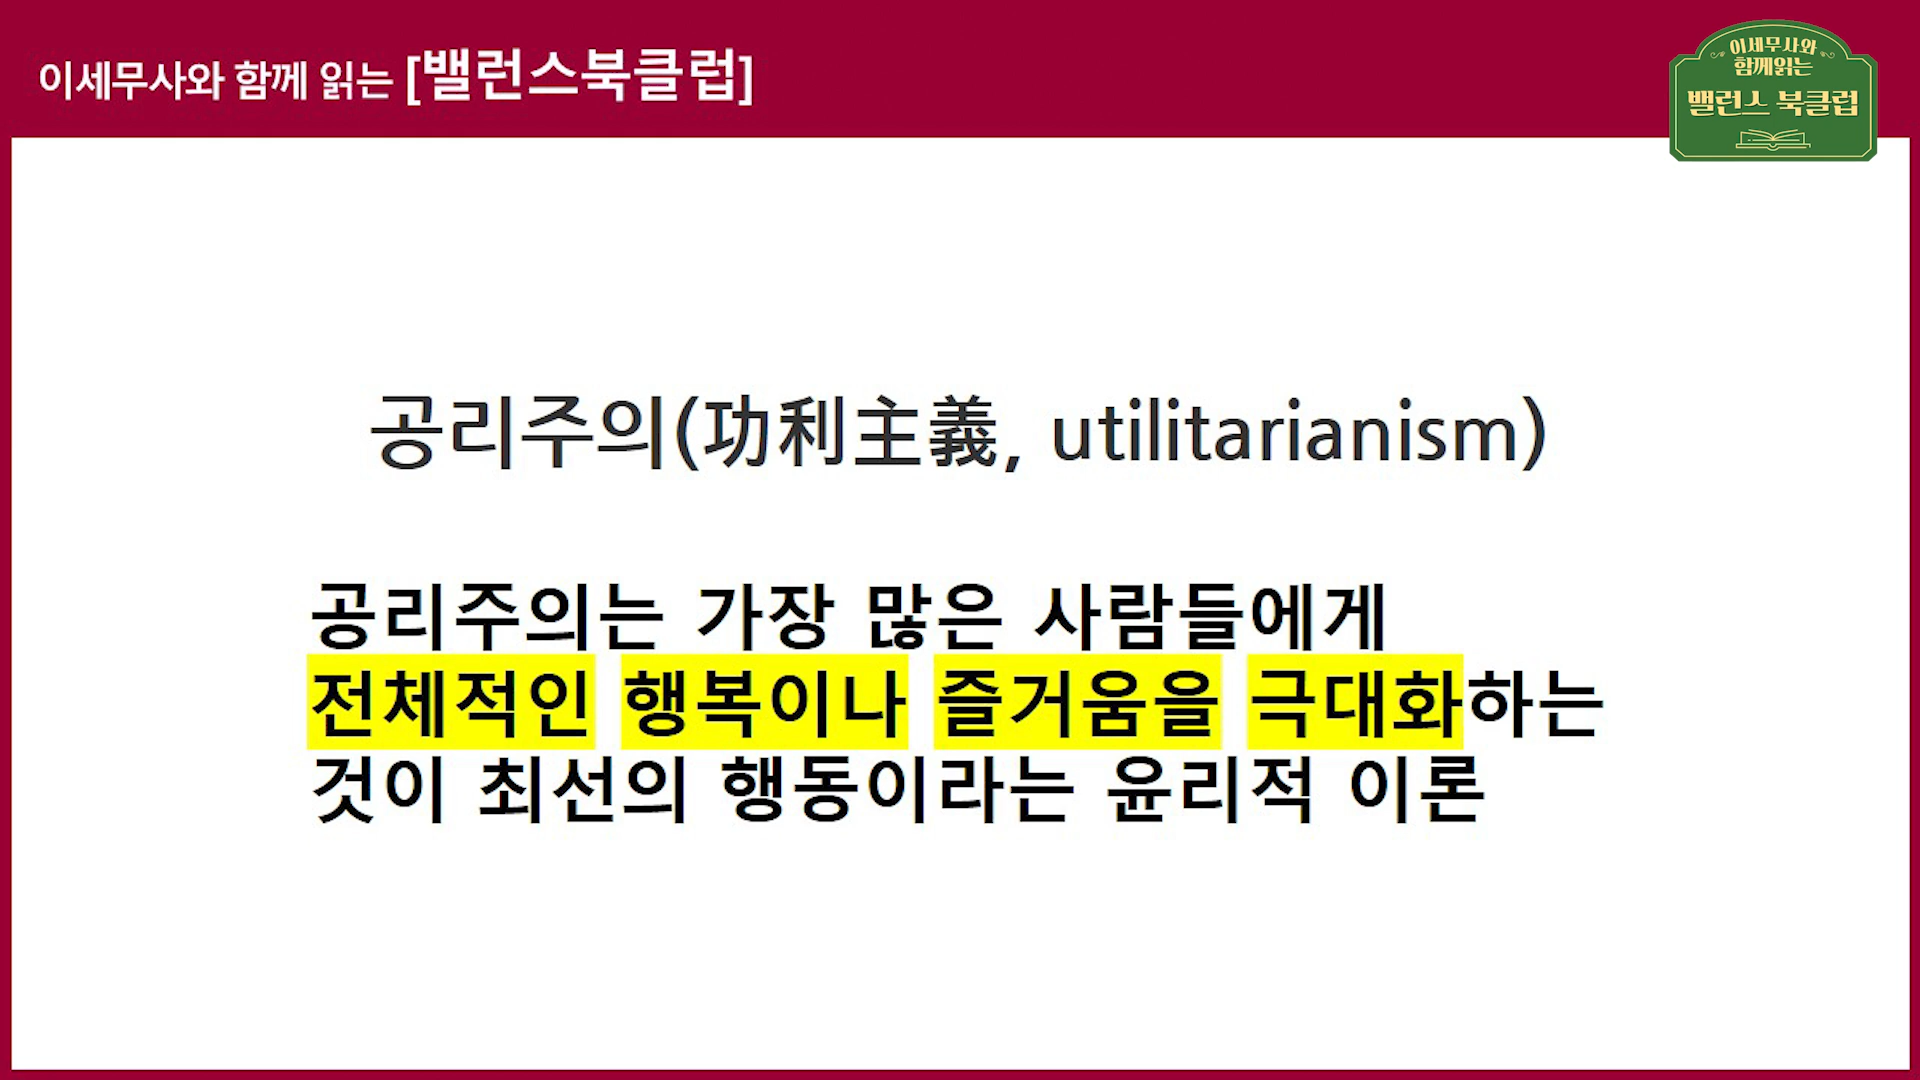 이세무사와 함께 읽는 [밸런스북클럽]
이세무사와
함께읽는
밸런스 북클럽
공리주의(功利主義, utilitarianism)
공리주의는 가장 많은 사람들에게
전체적인 행복이나 즐거움을 극대화하는
것이 최선의 행동이라는 윤리적 이론